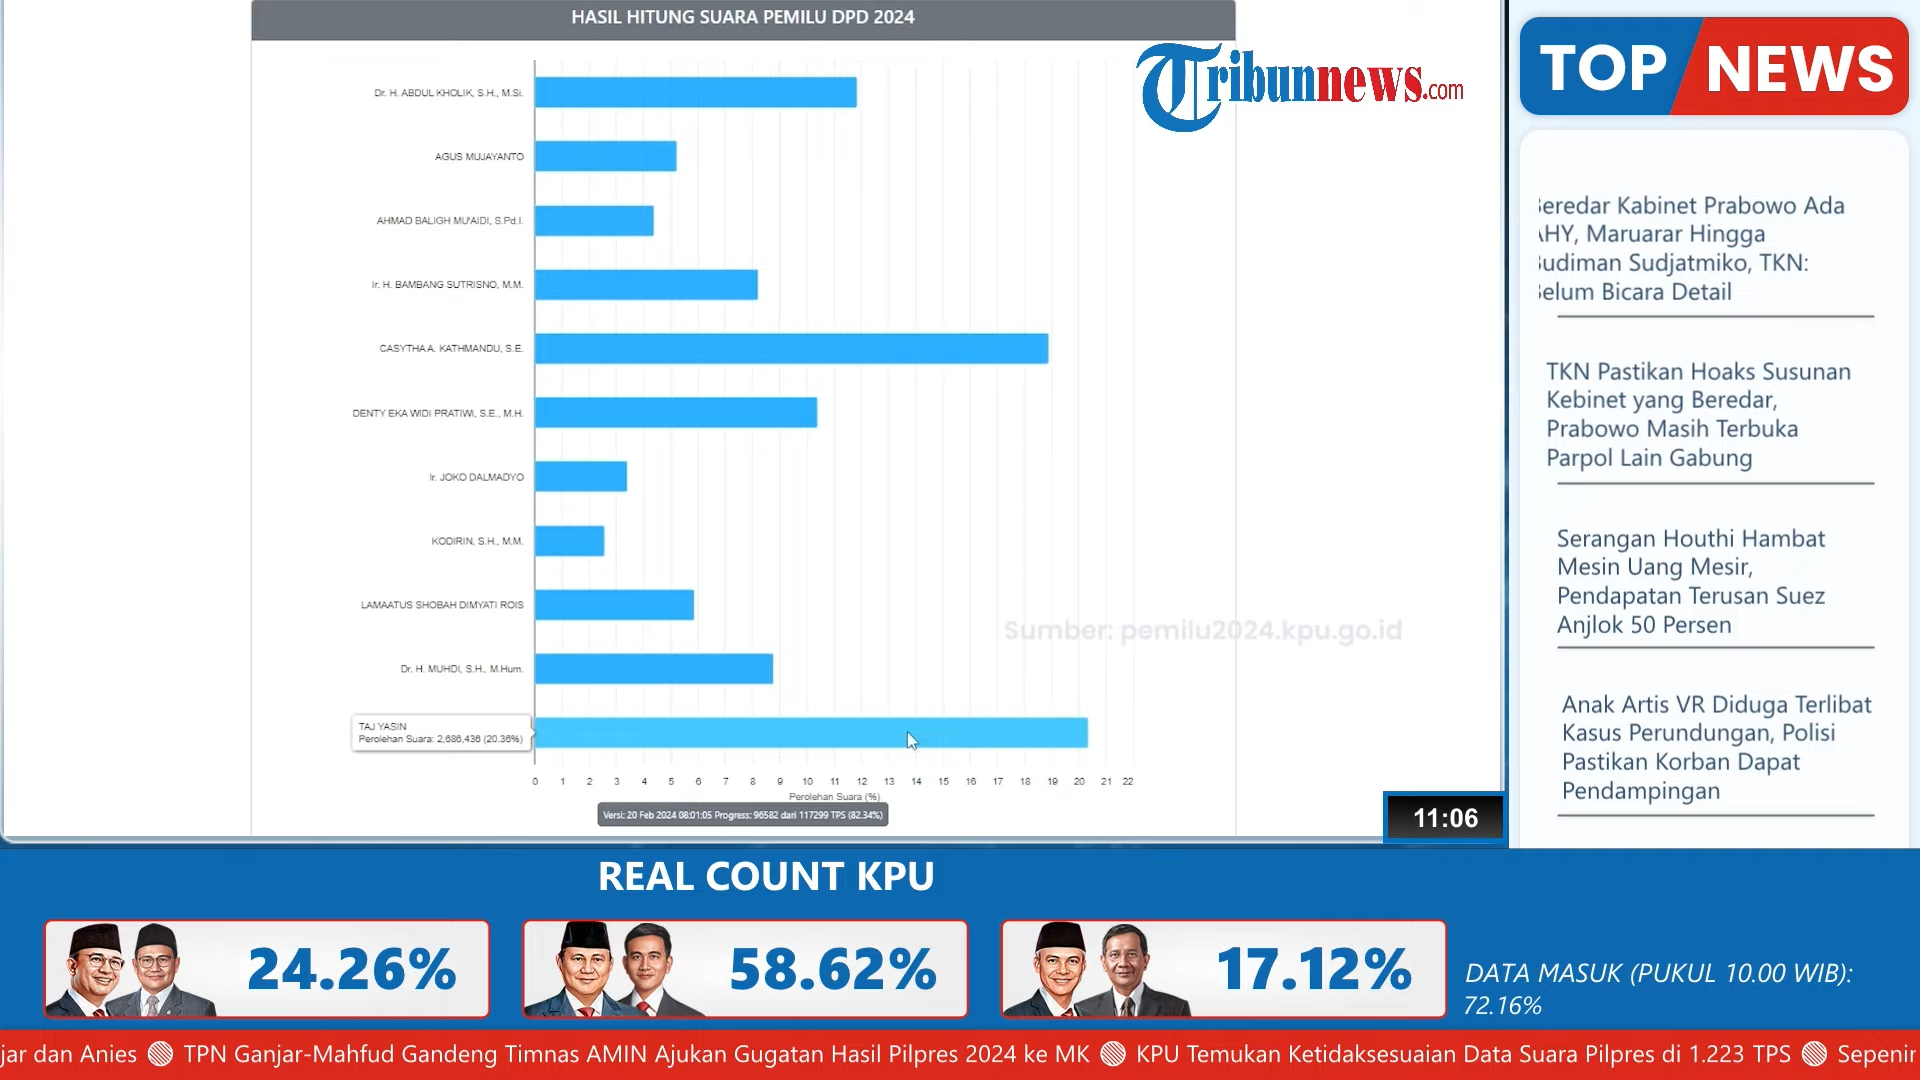 HASIL HITUNG SUARA PEMILU DPD 2024
Tribunnews.com
Dr. H. ABDUL KHOLIK, S.H., M.Si.
AGUS MUJAYANTO
AHMAD BALIGH MU'AIDI, S.Pd.I.
Ir. H. BAMBANG SUTRISNO, M.M.
CASYTHA A. KATHMANDU, S.E.
DENTY EKA WIDI PRATIWI, S.E., M.H.
Ir. JOKO DALMADYO
KODIRIN, S.H., M.M.
LAMAATUS SHOBAH DIMYATI ROIS
Dr. H. MUHDI, S.H., M.Hum.
TAJ YASIN
Perolehan Suara: 2,686,436 (20.36%)
Sumber: pemilu2024.kpu.go.id
0 1 2 3 4 5 6 7 8 9 10 11 12 13 14 15 16 17 18 19 20 21 22
Perolehan Suara (%)
Versi: 20 Feb 2024 08:01:05 Progress: 96582 dari 117299 TPS (82.34%)
11:06
TOP NEWS
Beredar Kabinet Prabowo Ada
AHY, Maruarar Hingga
Budiman Sudjatmiko, TKN:
Belum Bicara Detail
TKN Pastikan Hoaks Susunan
Kebinet yang Beredar,
Prabowo Masih Terbuka
Parpol Lain Gabung
Serangan Houthi Hambat
Mesin Uang Mesir,
Pendapatan Terusan Suez
Anjlok 50 Persen
Anak Artis VR Diduga Terlibat
Kasus Perundungan, Polisi
Pastikan Korban Dapat
Pendampingan
REAL COUNT KPU
24.26%
58.62%
17.12%
DATA MASUK (PUKUL 10.00 WIB):
72.16%
jar dan Anies TPN Ganjar-Mahfud Gandeng Timnas AMIN Ajukan Gugatan Hasil Pilpres 2024 ke MK KPU Temukan Ketidaksesuaian Data Suara Pilpres di 1.223 TPS Sepenir